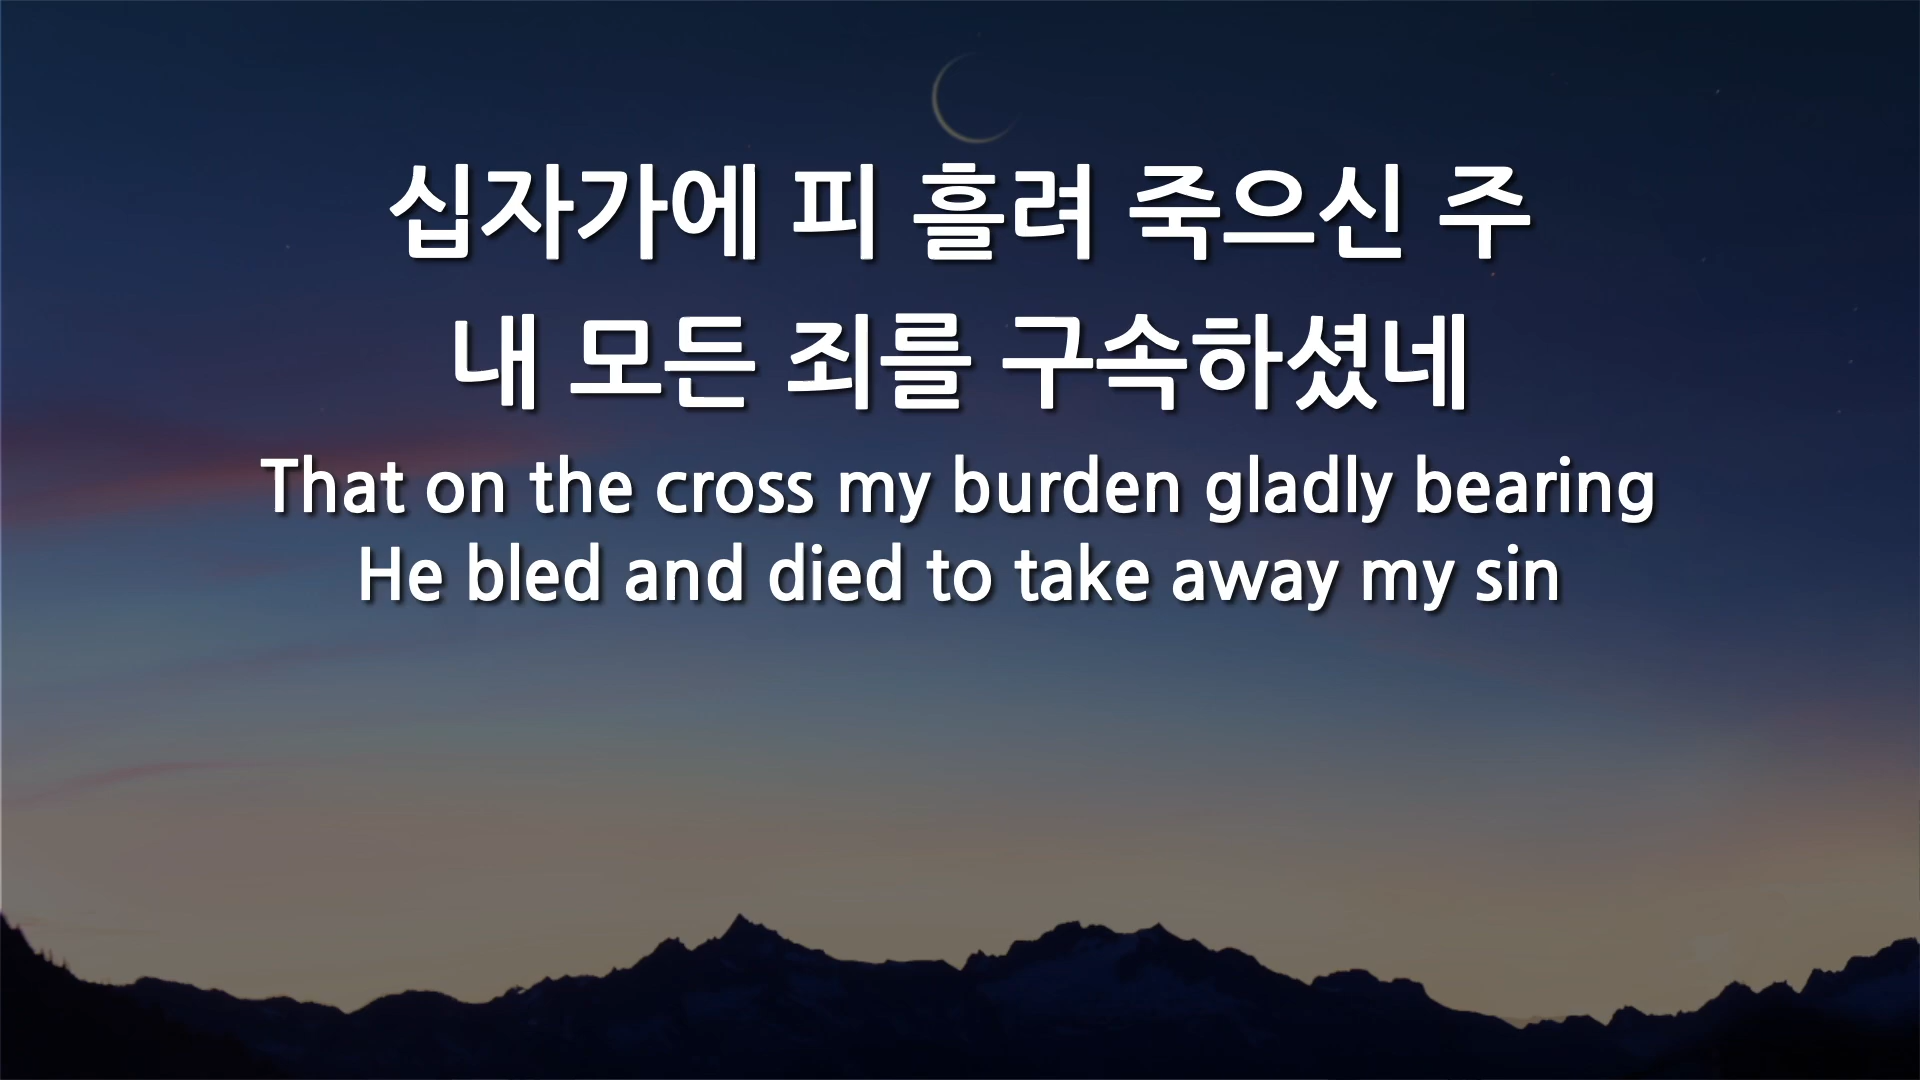 십자가에 피 흘려 죽으신 주
내 모든 죄를 구속하셨네
That on the cross my burden gladly bearing
He bled and died to take away my sin